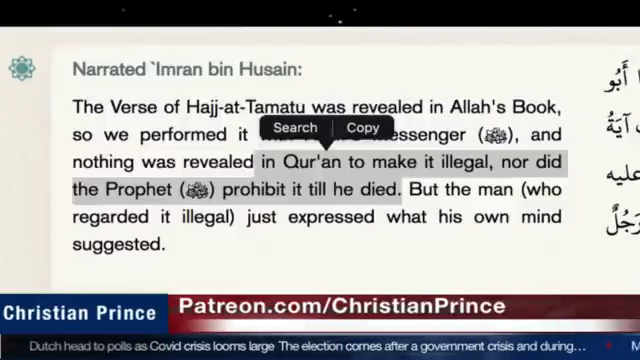 Narrated `Imran bin Husain:
The Verse of Hajj-at-Tamatu was revealed in Allah's Book,
Search Copy
so we performed it (ﷺ), and
nothing was revealed in Qur'an to make it illegal, nor did
the Prophet (ﷺ) prohibit it till he died. But the man (who
regarded it illegal) just expressed what his own mind
suggested.
أَبُو
آيَةُ
عليه
رَجُلٌ
Christian Prince
Patreon.com/ChristianPrince
Dutch head to polls as Covid crisis looms large The election comes after a government crisis and during...